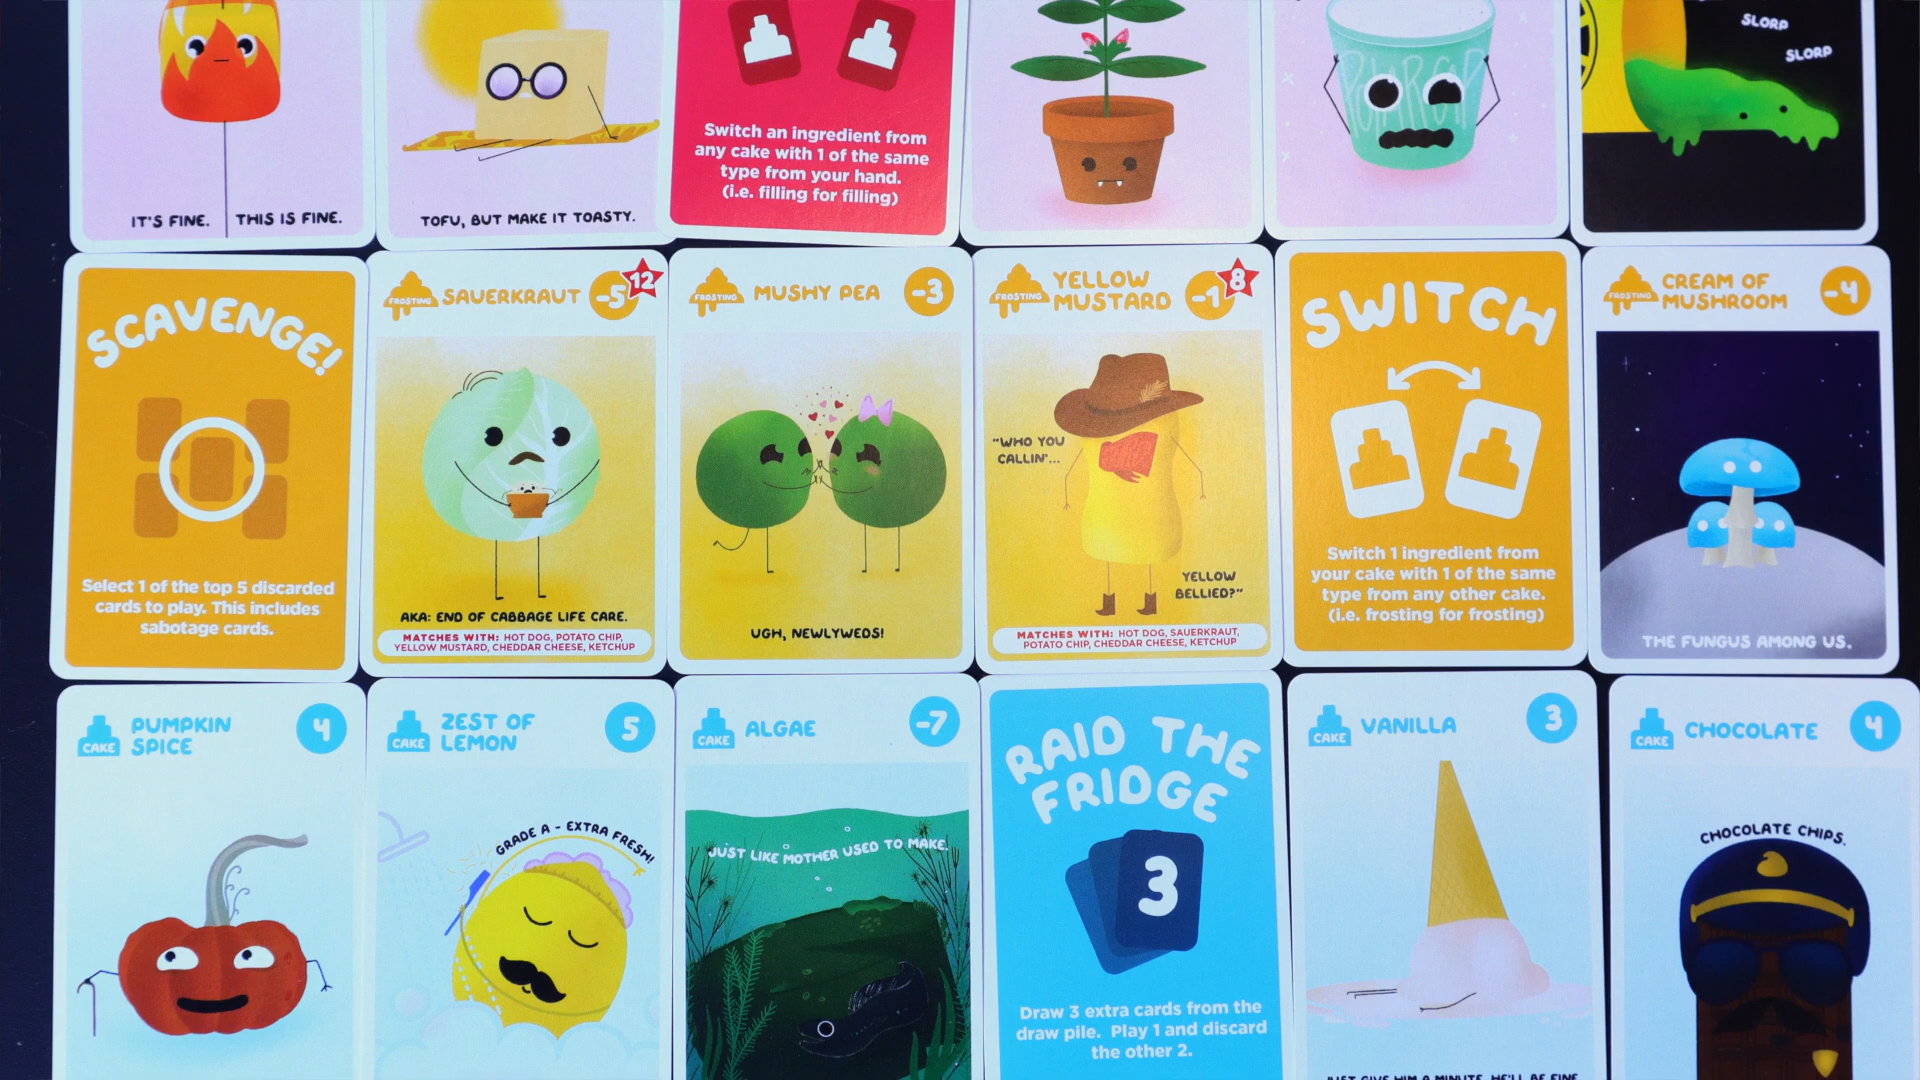 SLORP
SLORP
Switch an ingredient from
any cake with 1 of the same
type from your hand.
(i.e. filling for filling)
IT'S FINE. THIS IS FINE.
TOFU, BUT MAKE IT TOASTY.
SCAVENGE!
Select 1 of the top 5 discarded
cards to play. This includes
sabotage cards.
FROSTING SAUERKRAUT -5 12
AKA: END OF CABBAGE LIFE CARE.
MATCHES WITH: HOT DOG, POTATO CHIP,
YELLOW MUSTARD, CHEDDAR CHEESE, KETCHUP
FROSTING MUSHY PEA -3
UGH, NEWLYWEDS!
FROSTING YELLOW
MUSTARD -1 8
"WHO YOU
CALLIN'...
YELLOW
BELLIED?"
MATCHES WITH: HOT DOG, SAUERKRAUT,
POTATO CHIP, CHEDDAR CHEESE, KETCHUP
SWITCH
Switch 1 ingredient from
your cake with 1 of the same
type from any other cake.
(i.e. frosting for frosting)
FROSTING CREAM OF
MUSHROOM -4
THE FUNGUS AMONG US.
CAKE PUMPKIN
SPICE 4
CAKE ZEST OF
LEMON 5
GRADE A - EXTRA FRESH!
CAKE ALGAE -7
JUST LIKE MOTHER USED TO MAKE.
RAID THE
FRIDGE
3
Draw 3 extra cards from the
draw pile. Play 1 and discard
the other 2.
CAKE VANILLA 3
JUST GIVE HIM A MINUTE, HE'LL BE FINE
CAKE CHOCOLATE 4
CHOCOLATE CHIPS.